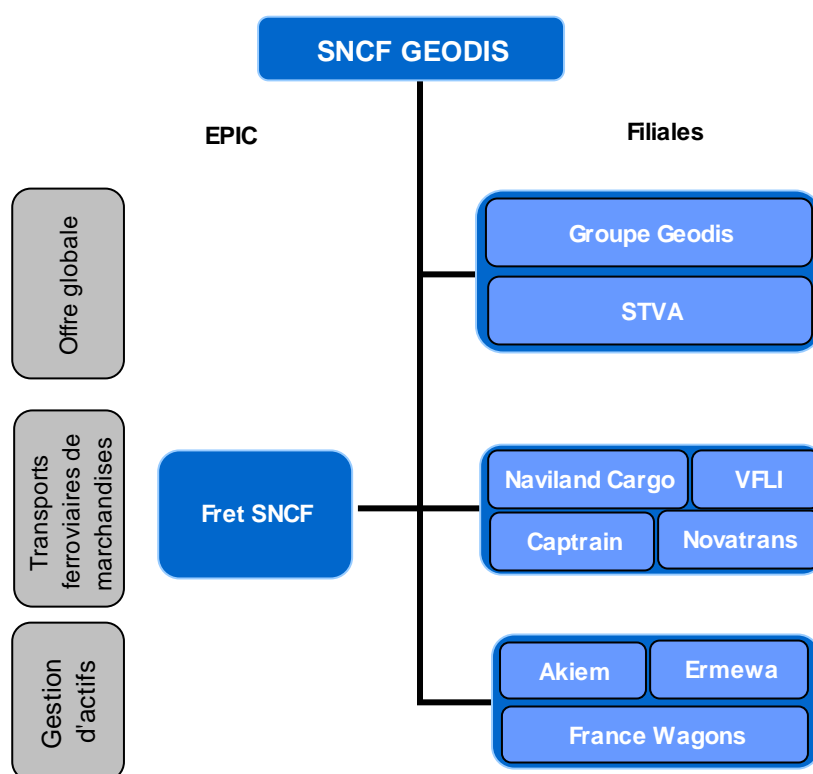 SNCF GEODIS
EPIC
Filiales
Offre globale
Groupe Geodis
STVA
Transports
ferroviaires de
marchandises
Fret SNCF
Naviland Cargo
VFLI
Captrain
Novatrans
Gestion
d'actifs
Akiem
Ermewa
France Wagons